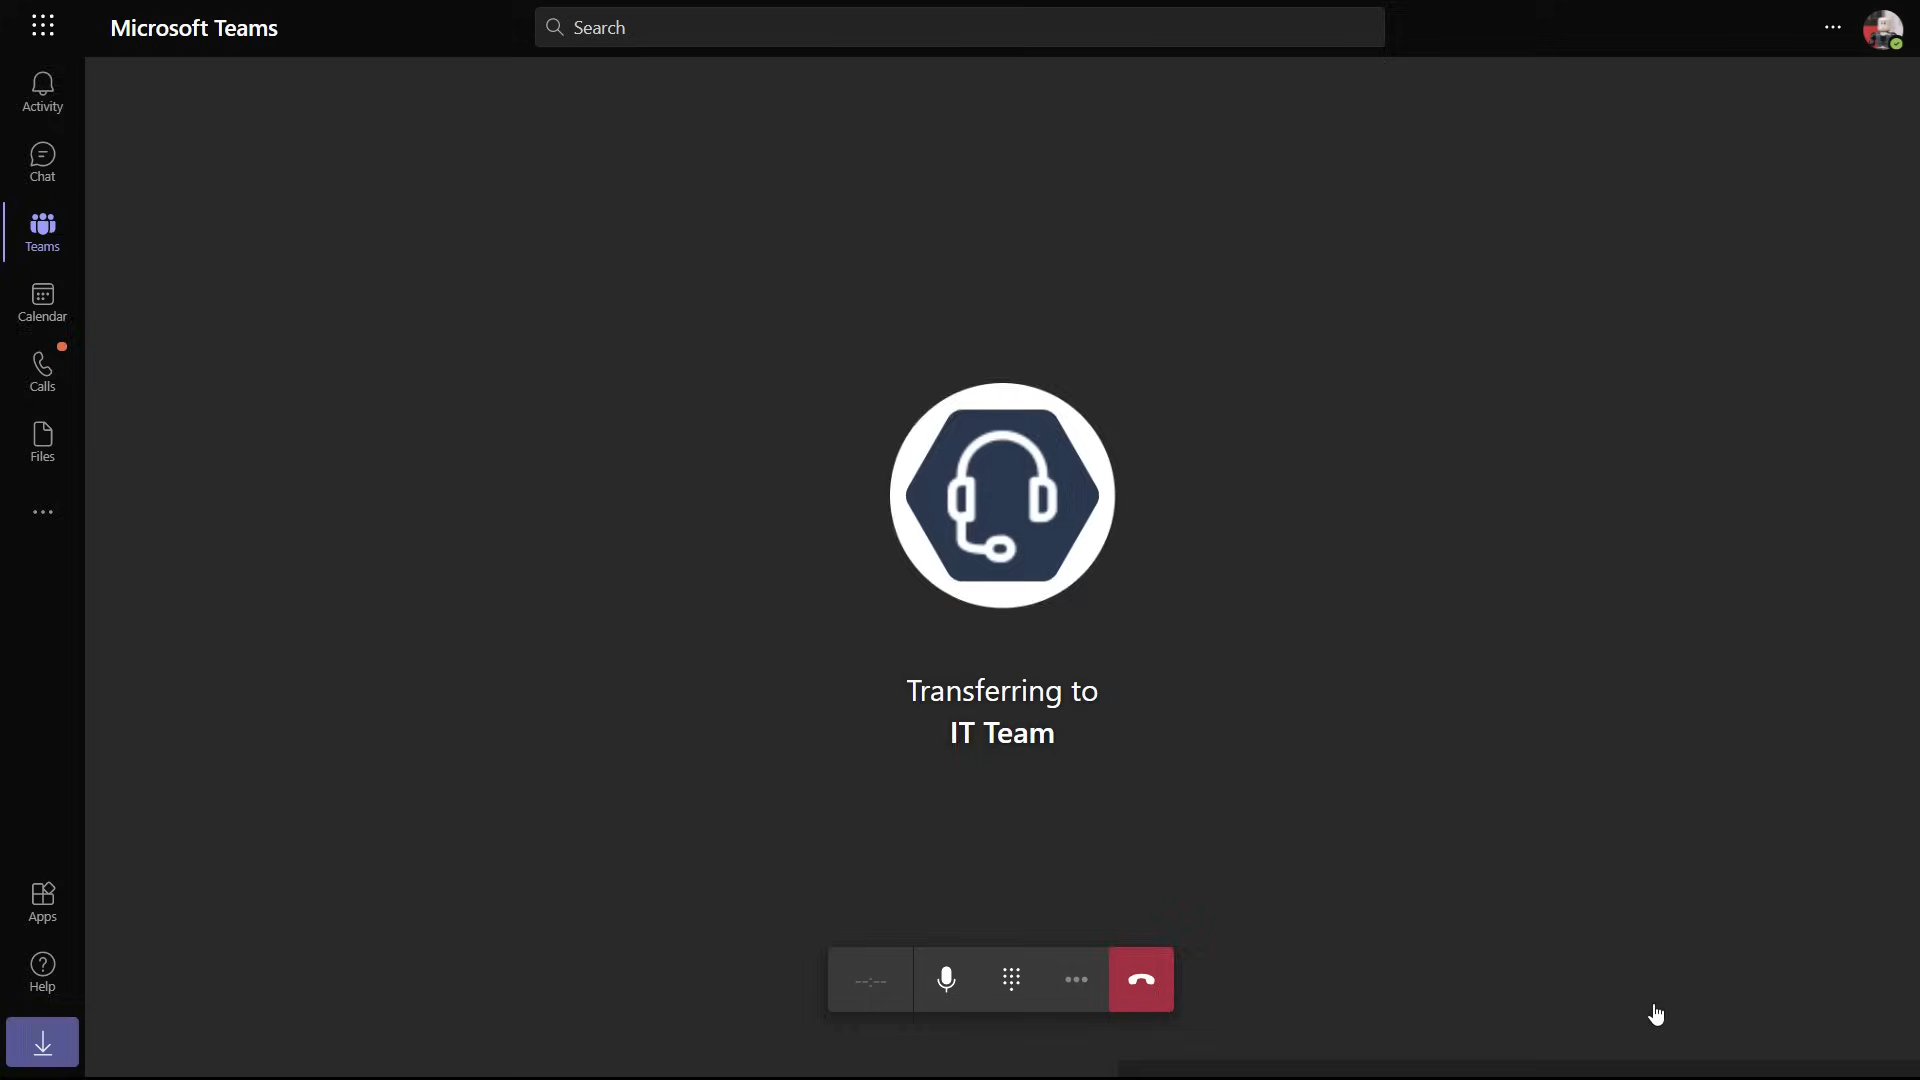 Microsoft Teams
Search
Activity
Chat
Teams
Calendar
Calls
Files
Transferring to
IT Team
Apps
Help
--:--